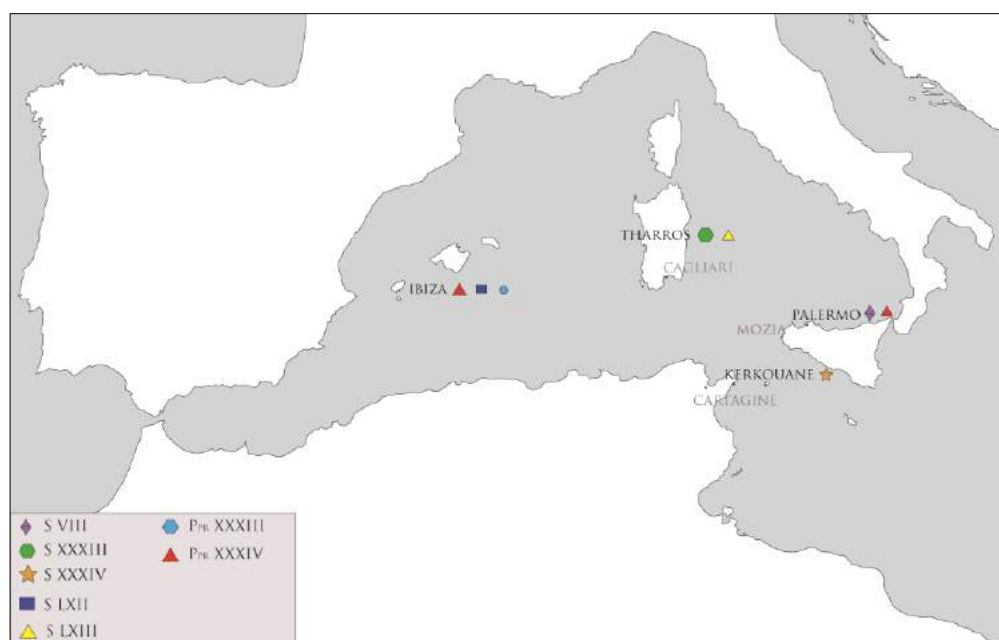 THARROS
CAGLIARI
IBIZA
PALERMO
MOZIA
KERKOUANE
CARTAGINE
S VIII
S XXXIII
S XXXIV
S LXII
S LXIII
PPR. XXXIII
PPR. XXXIV